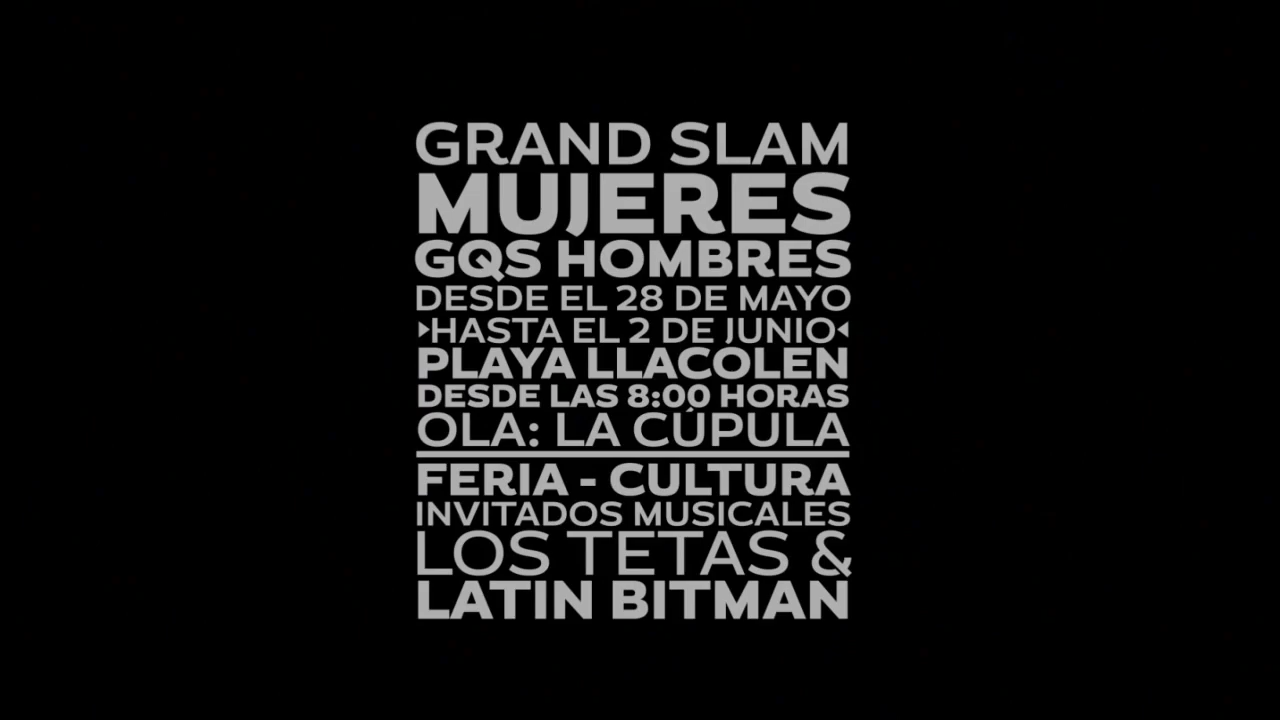 GRAND SLAM
MUJERES
GQS HOMBRES
DESDE EL 28 DE MAYO
HASTA EL 2 DE JUNIO
PLAYA LLACOLEN
DESDE LAS 8:00 HORAS
OLA: LA CÚPULA
FERIA - CULTURA
INVITADOS MUSICALES
LOS TETAS &
LATIN BITMAN